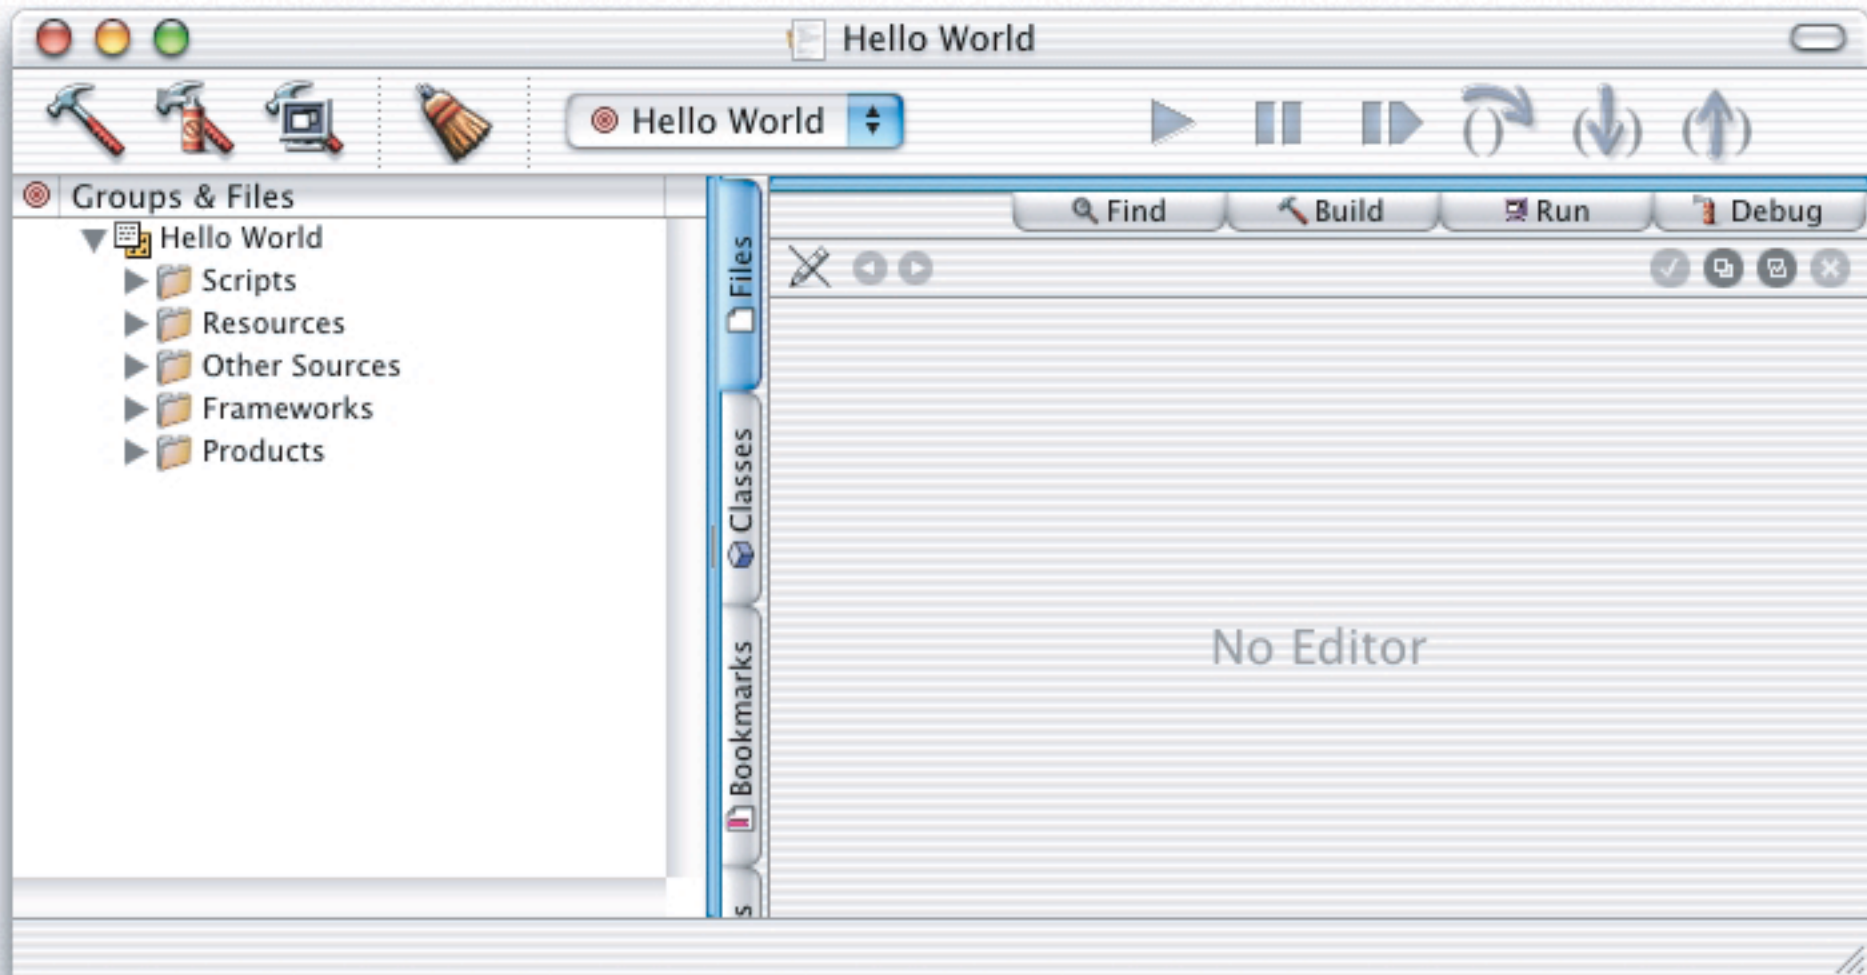 Hello World
Hello World
Groups & Files
Hello World
Scripts
Resources
Other Sources
Frameworks
Products
Files
Classes
Bookmarks
Find
Build
Run
Debug
No Editor